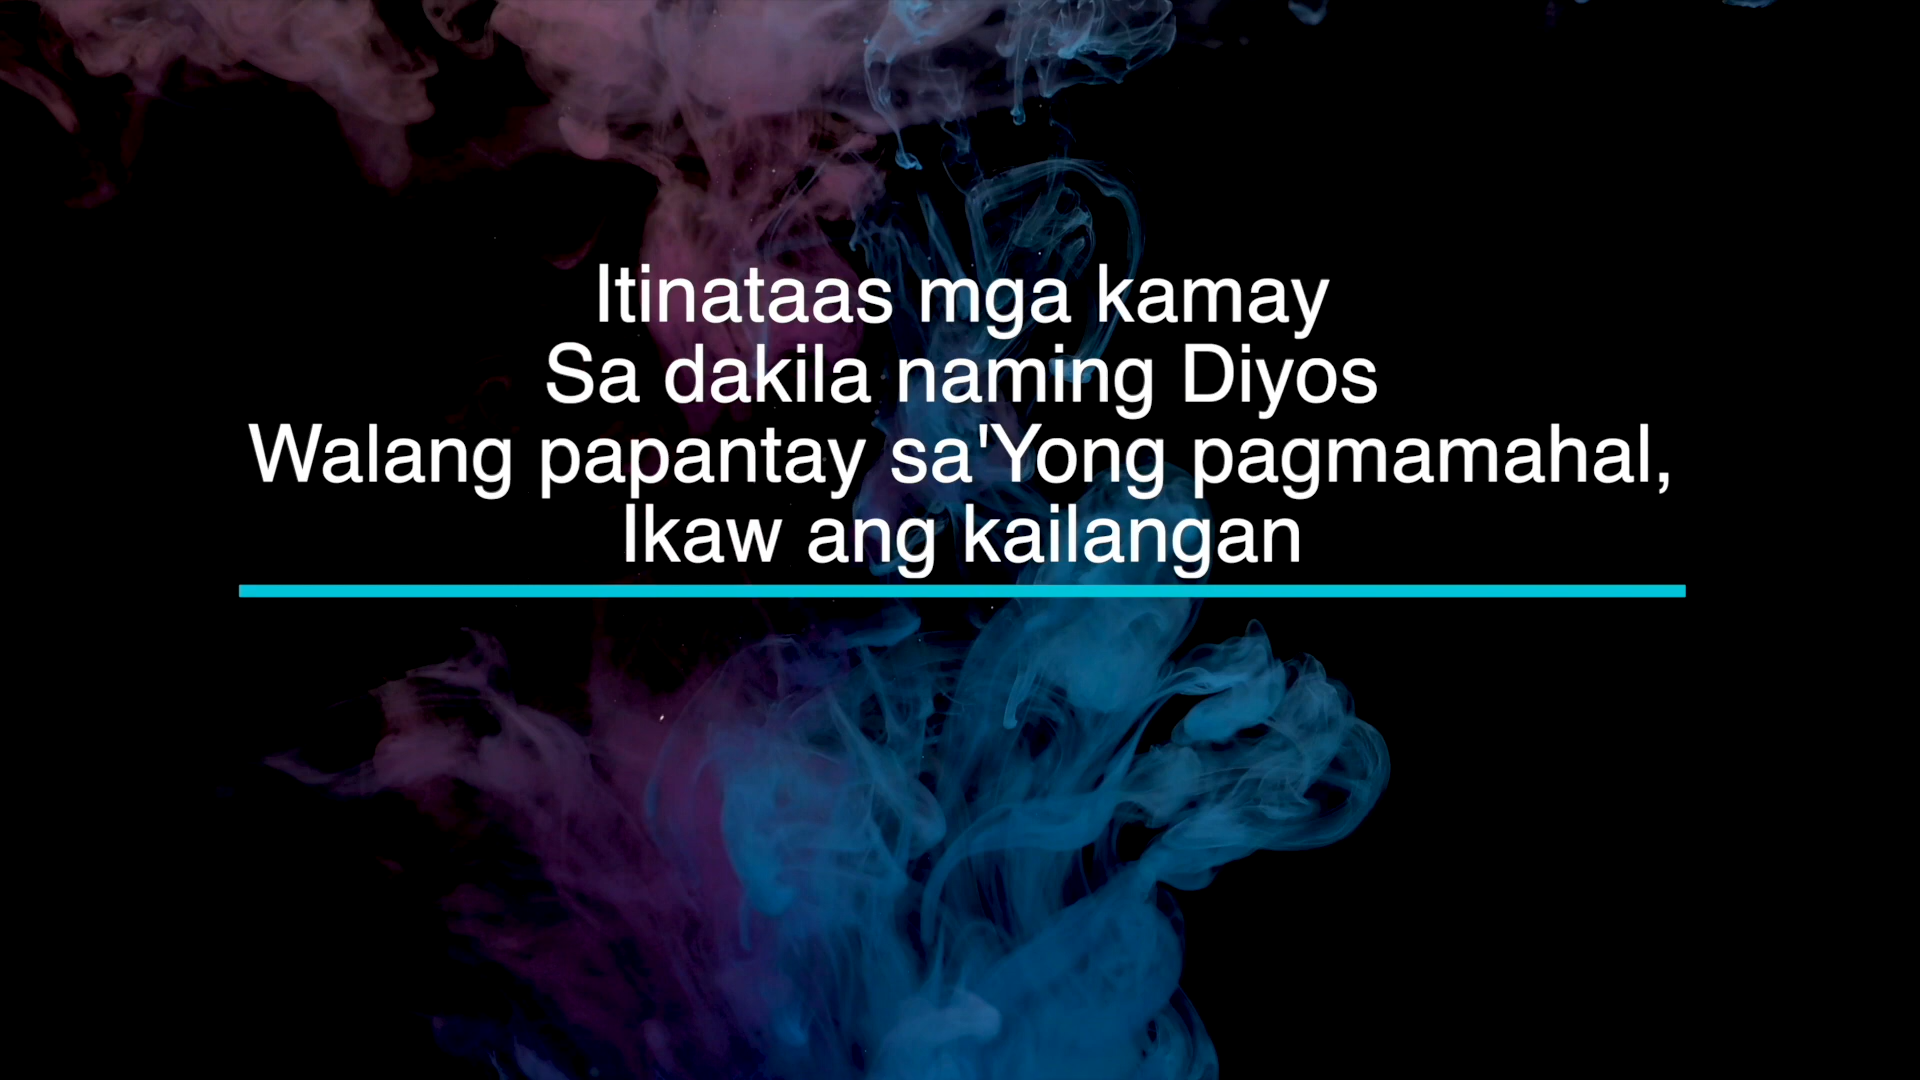 Itinataas mga kamay
Sa dakila naming Diyos
Walang papantay sa'Yong pagmamahal,
Ikaw ang kailangan